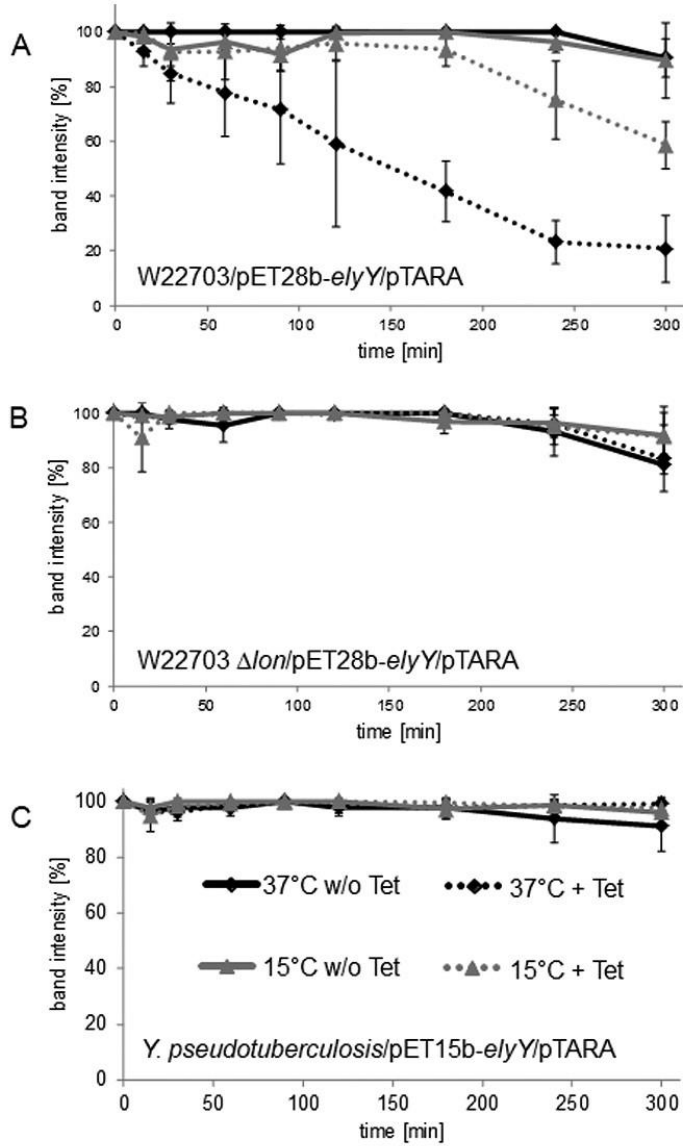 A
100
80
60
40
20
0
band intensity [%]
W22703/pET28b-elyY/pTARA
0 50 100 150 200 250 300
time [min]
B
100
80
60
40
20
0
band intensity [%]
W22703 Δlon/pET28b-elyY/pTARA
0 50 100 150 200 250 300
time [min]
C
100
80
60
40
20
0
band intensity [%]
37°C w/o Tet 37°C + Tet
15°C w/o Tet 15°C + Tet
Y. pseudotuberculosis/pET15b-elyY/pTARA
0 50 100 150 200 250 300
time [min]